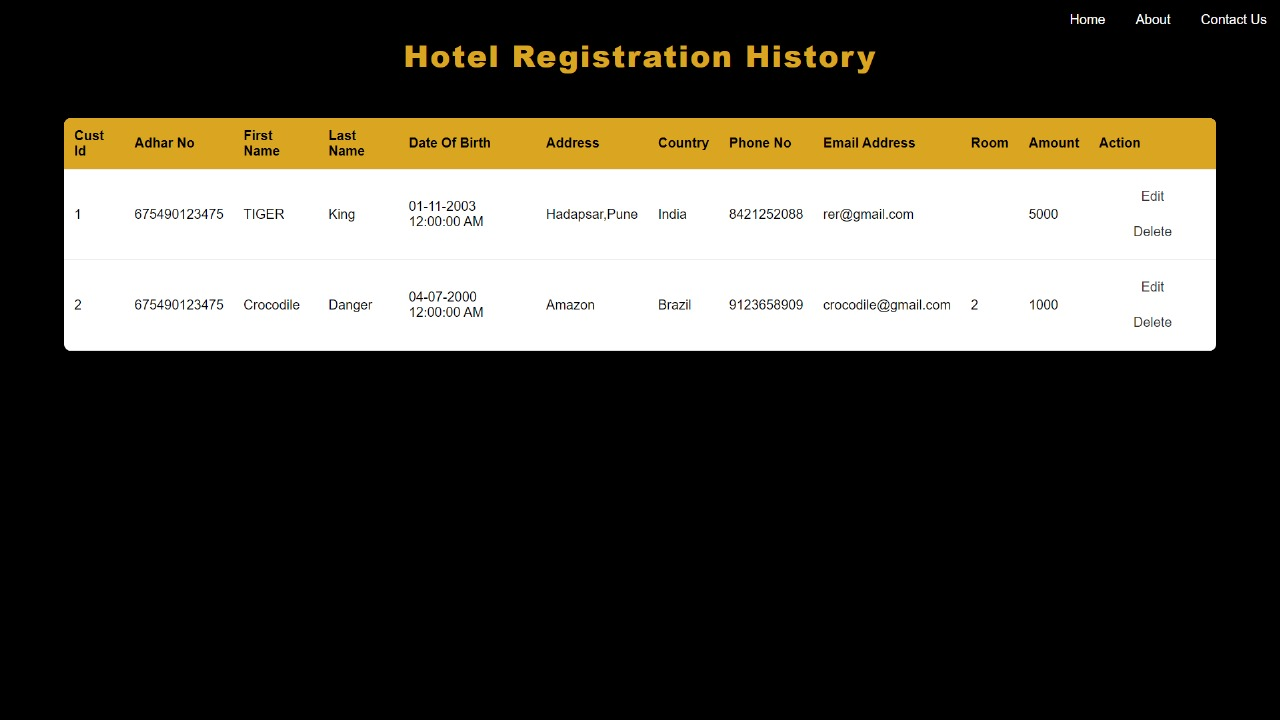 Home About Contact Us
Hotel Registration History
Cust Id Adhar No First Name Last Name Date Of Birth Address Country Phone No Email Address Room Amount Action
1 675490123475 TIGER King 01-11-2003 12:00:00 AM Hadapsar,Pune India 8421252088 rer@gmail.com 5000 Edit
Delete
2 675490123475 Crocodile Danger 04-07-2000 12:00:00 AM Amazon Brazil 9123658909 crocodile@gmail.com 2 1000 Edit
Delete